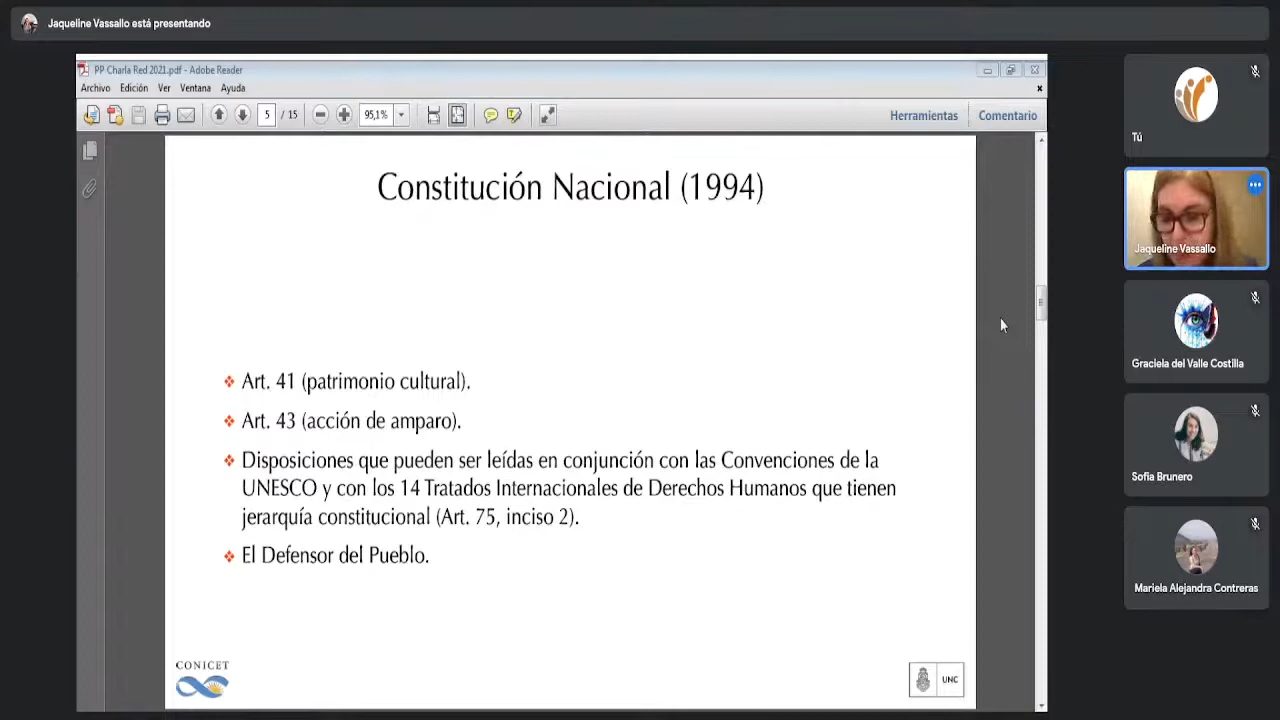 Jaqueline Vassallo está presentando
PP Charla Red 2021.pdf - Adobe Reader
Archivo Edición Ver Ventana Ayuda
5 / 15 95,1% Herramientas Comentario
Constitución Nacional (1994)
Art. 41 (patrimonio cultural).
Art. 43 (acción de amparo).
Disposiciones que pueden ser leídas en conjunción con las Convenciones de la
UNESCO y con los 14 Tratados Internacionales de Derechos Humanos que tienen
jerarquía constitucional (Art. 75, inciso 2).
El Defensor del Pueblo.
CONICET
UNC
Tú
Jaqueline Vassallo
Graciela del Valle Costilla
Sofia Brunero
Mariela Alejandra Contreras